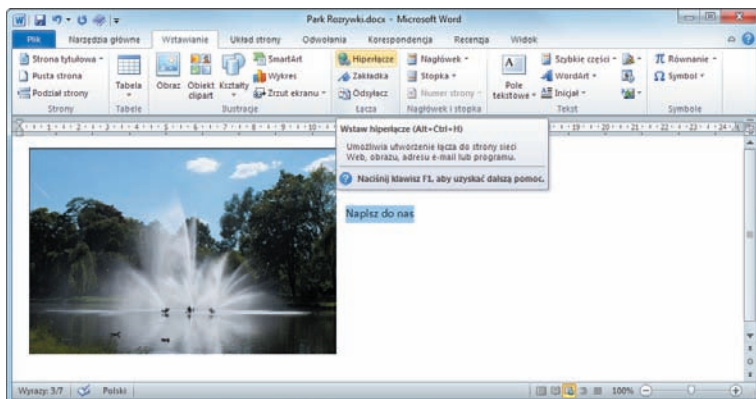 Park Rozrywki.docx - Microsoft Word
Plik Narzędzia główne Wstawianie Układ strony Odwołania Korespondencja Recenzja Widok
Strona tytułowa
Pusta strona
Podział strony
Strony
Tabela
Tabele
Obraz
Obiekt clipart
Kształty
SmartArt
Wykres
Zrzut ekranu
Ilustracje
Hiperłącze
Zakładka
Odsyłacz
Łącza
Nagłówek
Stopka
Numer strony
Nagłówek i stopka
A
Pole tekstowe
Szybkie części
WordArt
Inicjał
Tekst
Równanie
Symbol
Symbole
Wstaw hiperłącze (Alt+Ctrl+H)
Umożliwia utworzenie łącza do strony sieci
Web, obrazu, adresu e-mail lub programu.
Naciśnij klawisz F1, aby uzyskać dalszą pomoc.
Napisz do nas
Wyrazy: 3/7 Polski 100%